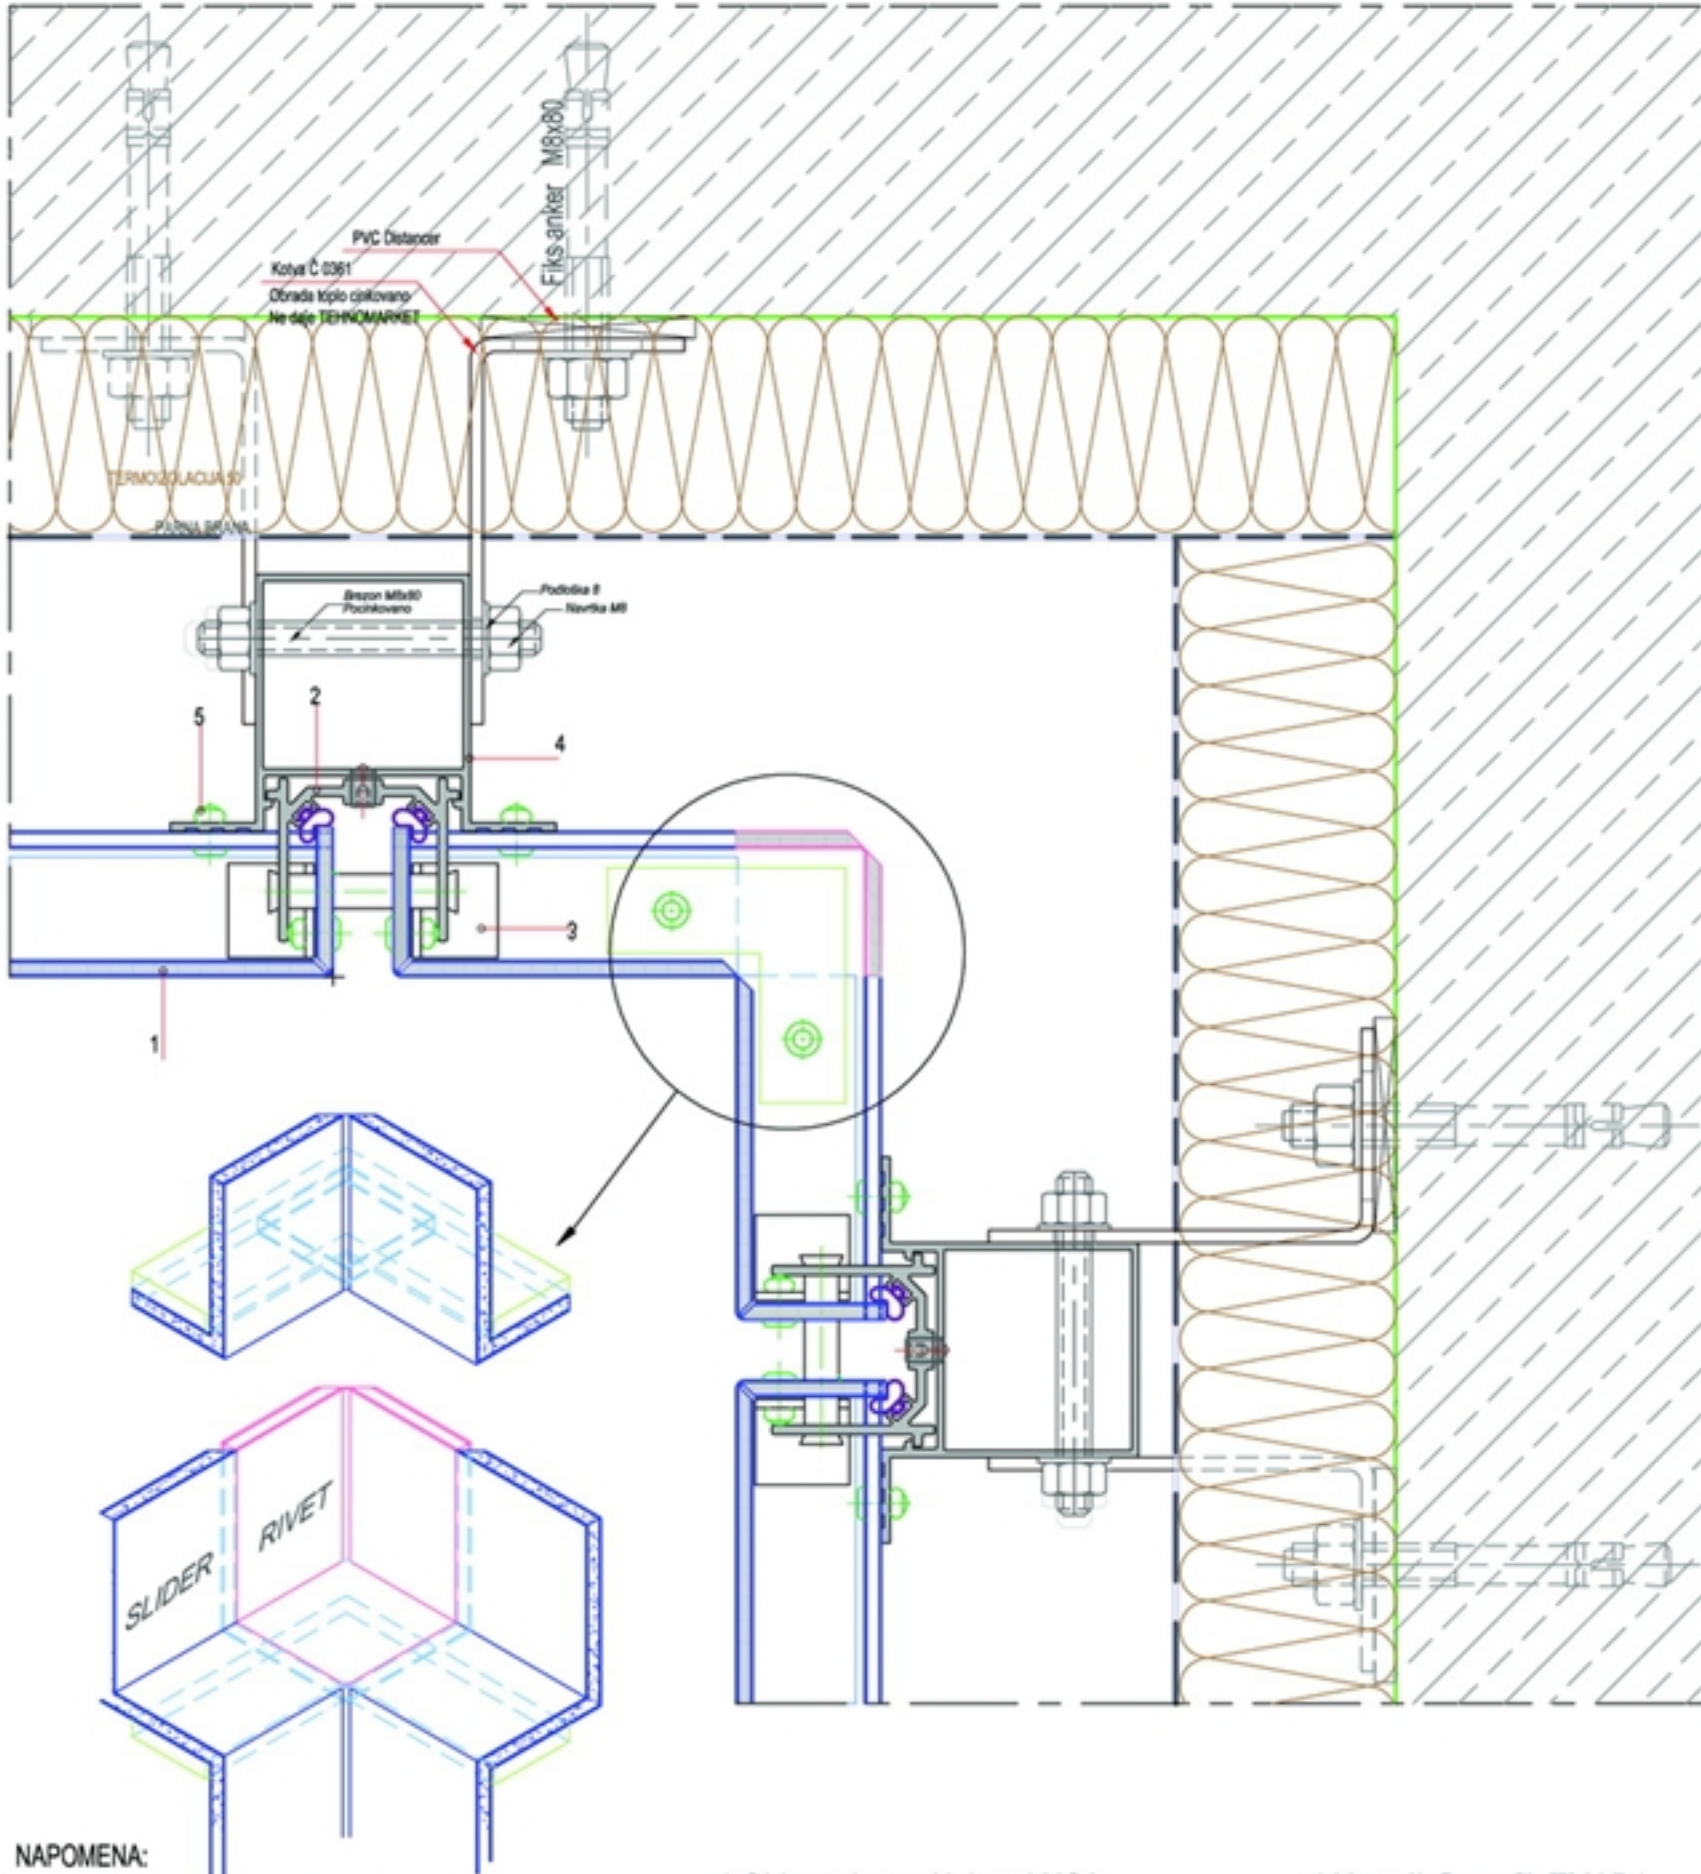 Fiks anker M8x80
PVC Distancer
Kotva Č 0361
Obrada toplo cinkovano
Ne daje TEHNOMARKET
TERMOIZOLACIJA 50
PARNA BRANA
Brezon M8x80
Pocinkovano
Podloška 8
Navrtka M8
2
5
4
3
1
RIVET
SLIDER
NAPOMENA: